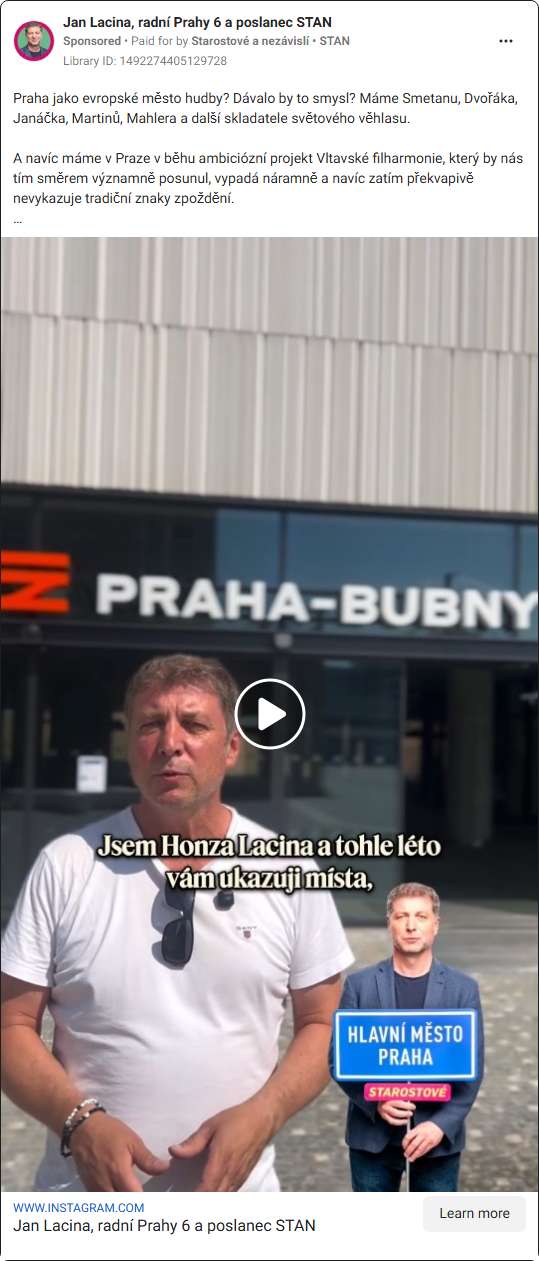 Jan Lacina, radní Prahy 6 a poslanec STAN
Sponsored • Paid for by Starostové a nezávislí • STAN
Library ID: 1492274405129728
Praha jako evropské město hudby? Dávalo by to smysl? Máme Smetanu, Dvořáka,
Janáčka, Martinů, Mahlera a další skladatele světového věhlasu.
A navíc máme v Praze v běhu ambiciózní projekt Vltavské filharmonie, který by nás
tím směrem významně posunul, vypadá náramně a navíc zatím překvapivě
nevykazuje tradiční znaky zpoždění.
...
PRAHA-BUBNY
Jsem Honza Lacina a tohle léto
vám ukazuji místa,
GANT
HLAVNÍ MĚSTO
PRAHA
STAROSTOVÉ
WWW.INSTAGRAM.COM
Jan Lacina, radní Prahy 6 a poslanec STAN
Learn more